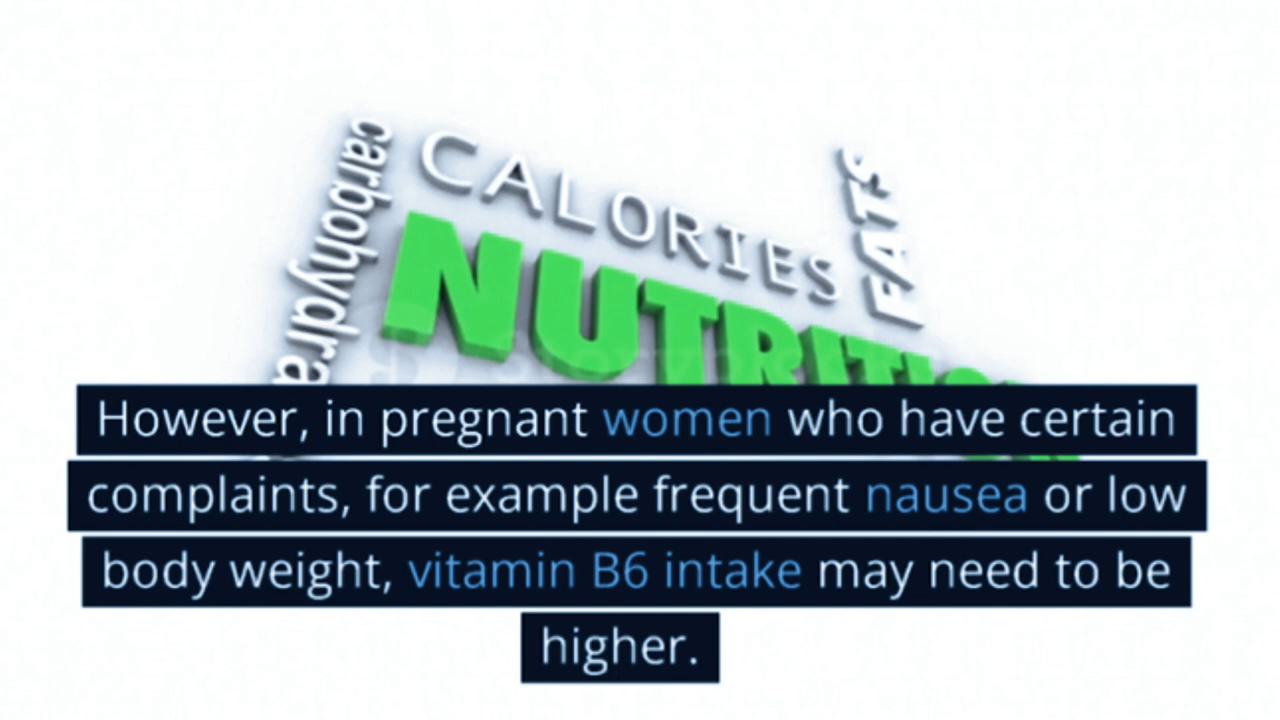 carbohydra
CALORIES
FATS
NUTRITI
However, in pregnant women who have certain
complaints, for example frequent nausea or low
body weight, vitamin B6 intake may need to be
higher.